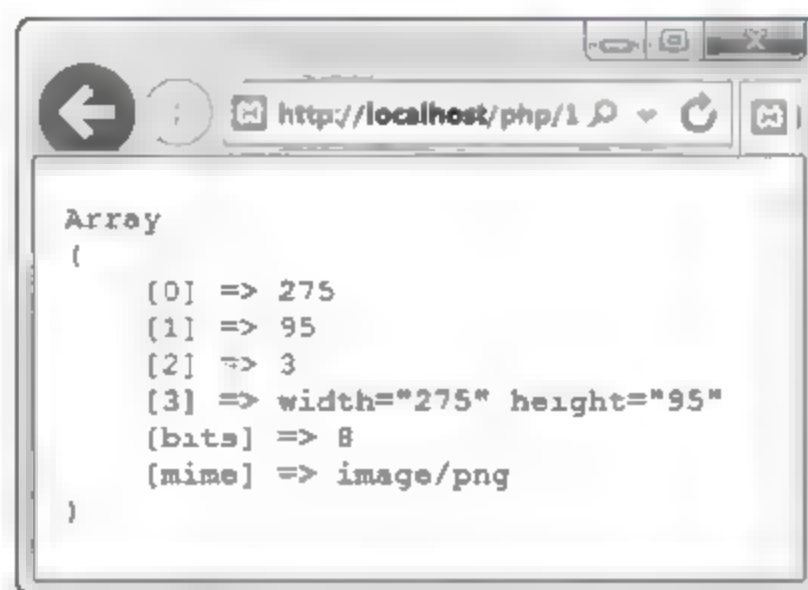 http://localhost/php/1
Array
(
[0] => 275
[1] => 95
[2] => 3
[3] => width="275" height="95"
[bits] => 8
[mime] => image/png
)